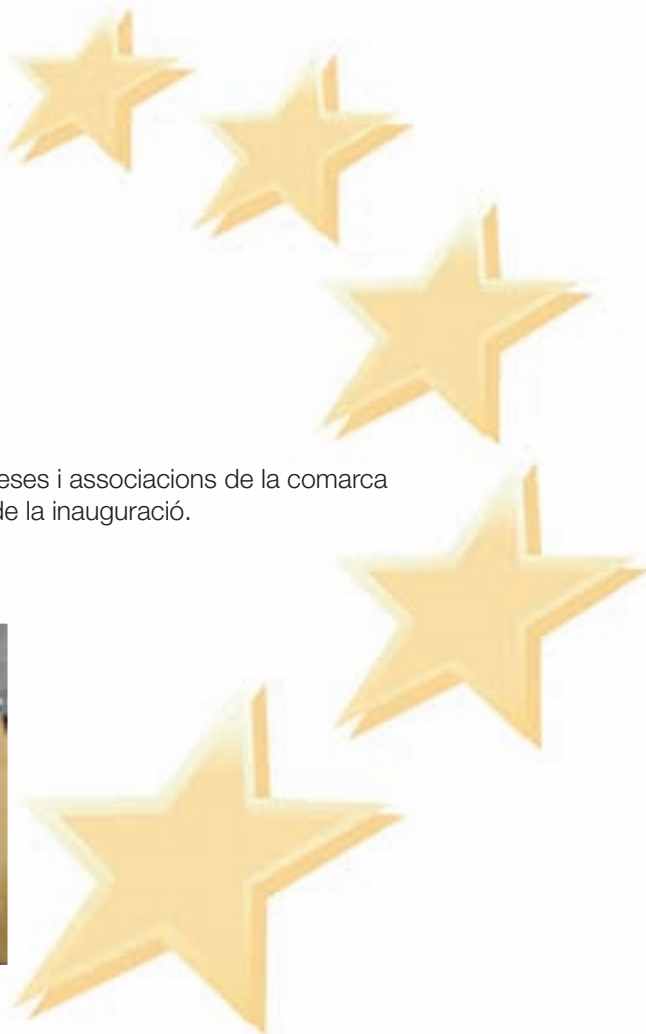 eses i associacions de la comarca
de la inauguració.